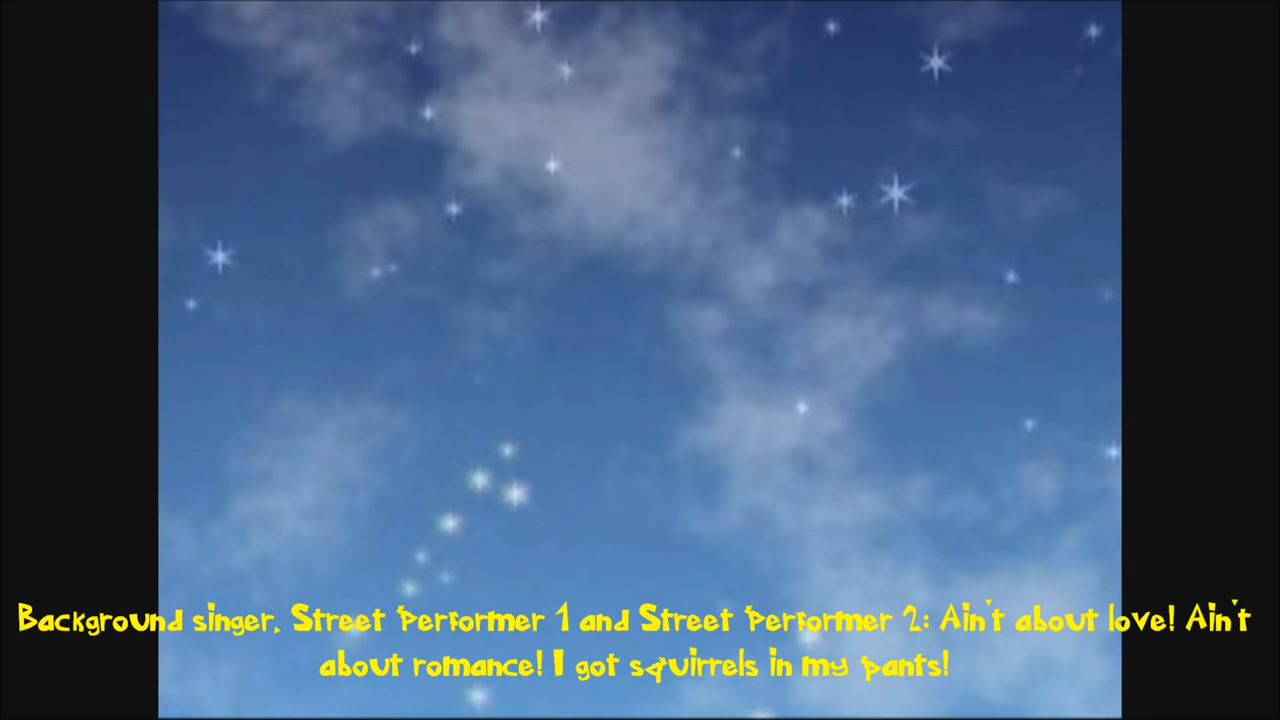 Background singer, Street Performer 1 and Street Performer 2: Ain't about love! Ain't
about romance! I got squirrels in my pants!